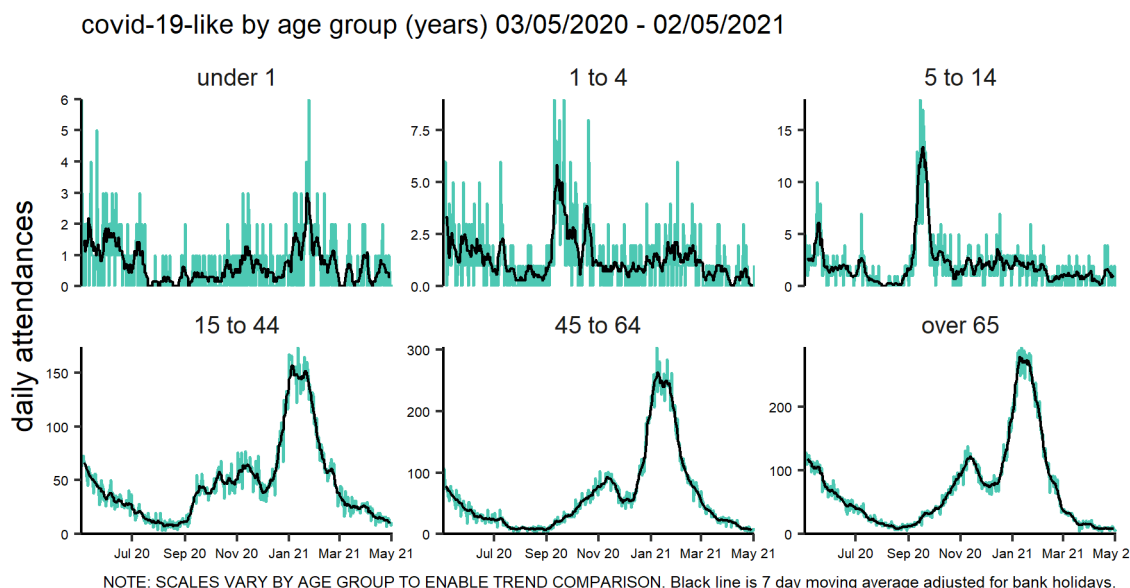 covid-19-like by age group (years) 03/05/2020 - 02/05/2021
under 1
1 to 4
5 to 14
6
5
4
3
2
1
0
7.5
5.0
2.5
0.0
15
10
5
0
daily attendances
15 to 44
45 to 64
over 65
150
100
50
0
300
200
100
0
200
100
0
Jul 20 Sep 20 Nov 20 Jan 21 Mar 21 May 21
Jul 20 Sep 20 Nov 20 Jan 21 Mar 21 May 21
Jul 20 Sep 20 Nov 20 Jan 21 Mar 21 May 2
NOTE: SCALES VARY BY AGE GROUP TO ENABLE TREND COMPARISON. Black line is 7 day moving average adjusted for bank holidays.